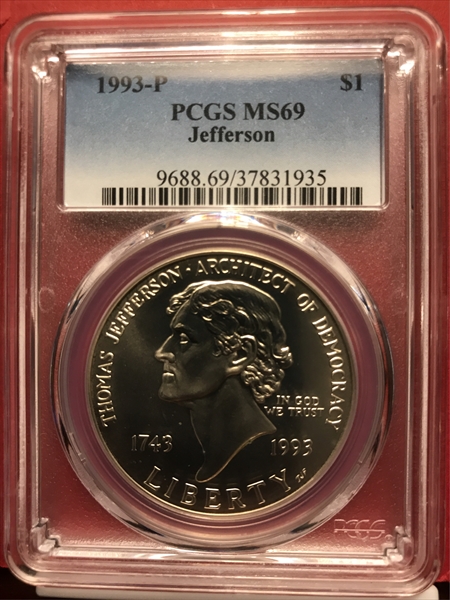 1993-P $1
PCGS MS69
Jefferson
9688.69/37831935
THOMAS JEFFERSON · ARCHITECT OF DEMOCRACY
IN GOD
WE TRUST
1743 1993
LIBERTY
PCGS